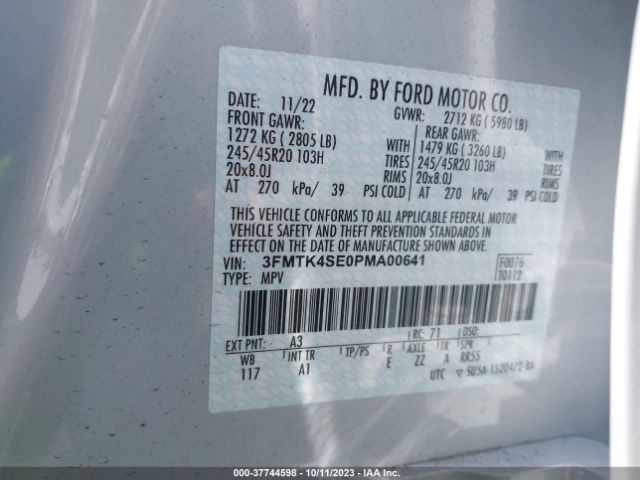 MFD. BY FORD MOTOR CO.
DATE: 11/22 GVWR: 2712 KG ( 5980 LB)
FRONT GAWR: REAR GAWR:
1272 KG ( 2805 LB) WITH 1479 KG ( 3260 LB) WITH
245/45R20 103H TIRES 245/45R20 103H TIRES
20x8.0J RIMS 20x8.0J RIMS
AT 270 kPa/ 39 PSI COLD AT 270 kPa/ 39 PSI COLD
THIS VEHICLE CONFORMS TO ALL APPLICABLE FEDERAL MOTOR
VEHICLE SAFETY AND THEFT PREVENTION STANDARDS IN
EFFECT ON THE DATE OF MANUFACTURE SHOWN ABOVE.
VIN: 3FMTK4SE0PMA00641 F0076
TYPE: MPV T0112
EXT PNT: A3 RC: 71 DSO:
WB INT TR TP/PS R AXLE TR SPR
117 A1 E ZZ A RRSS
UTC
000-37744598 - 10/11/2023 - IAA Inc.